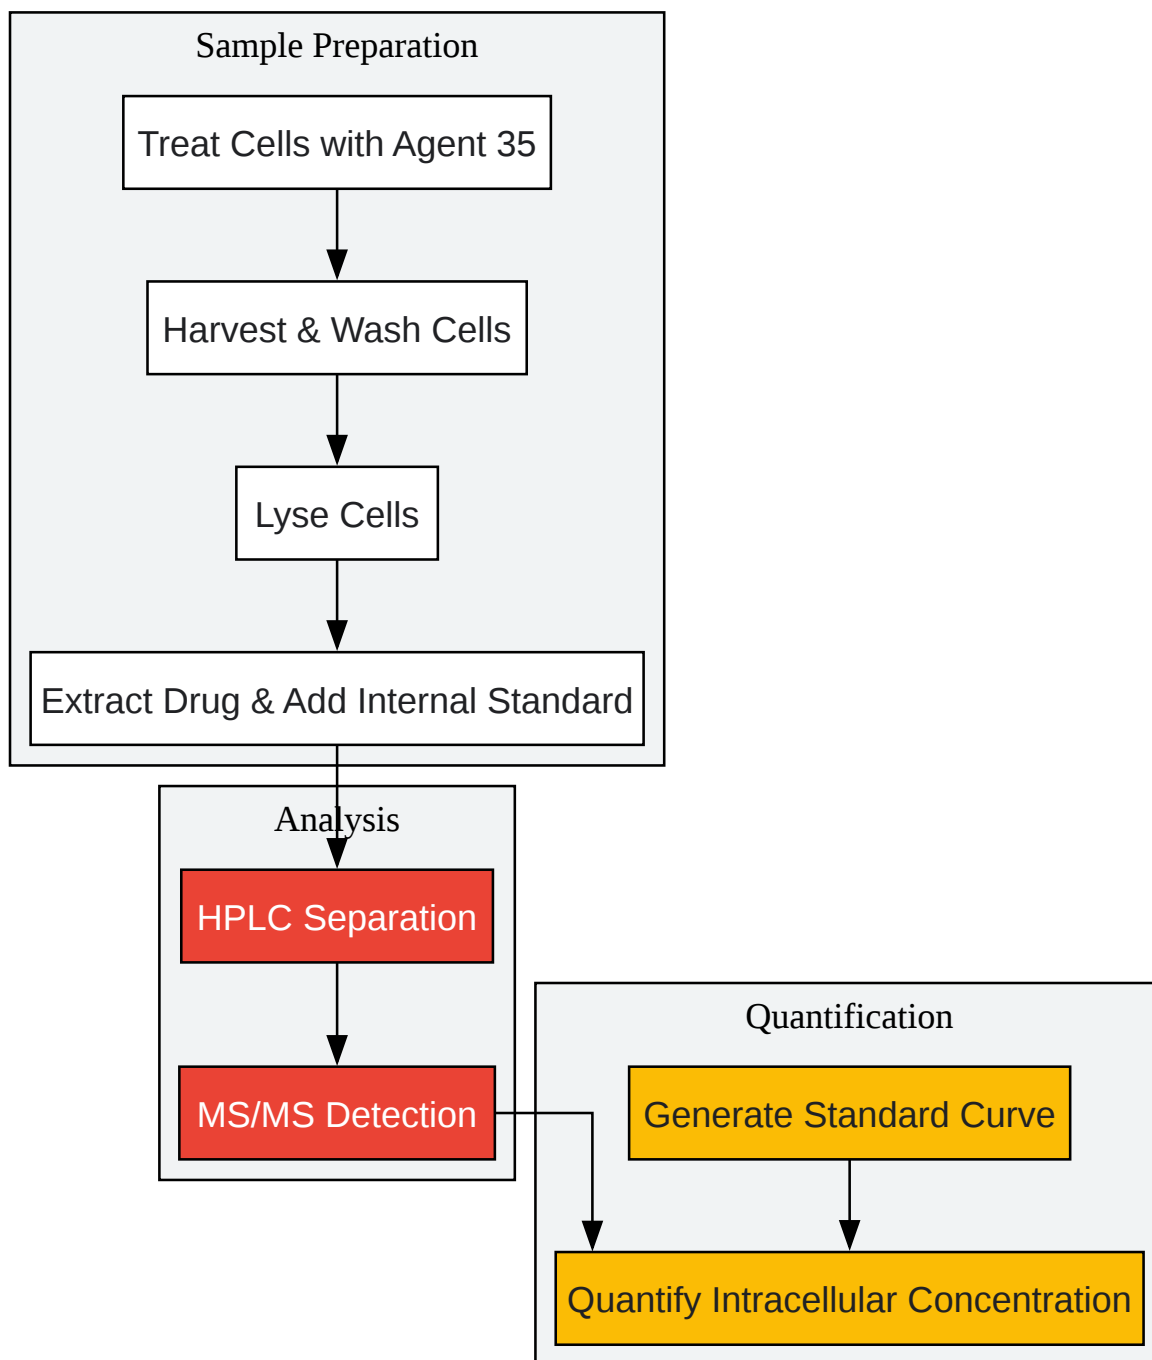 Sample Preparation
Treat Cells with Agent 35
Harvest & Wash Cells
Lyse Cells
Extract Drug & Add Internal Standard
Analysis
HPLC Separation
MS/MS Detection
Quantification
Generate Standard Curve
Quantify Intracellular Concentration